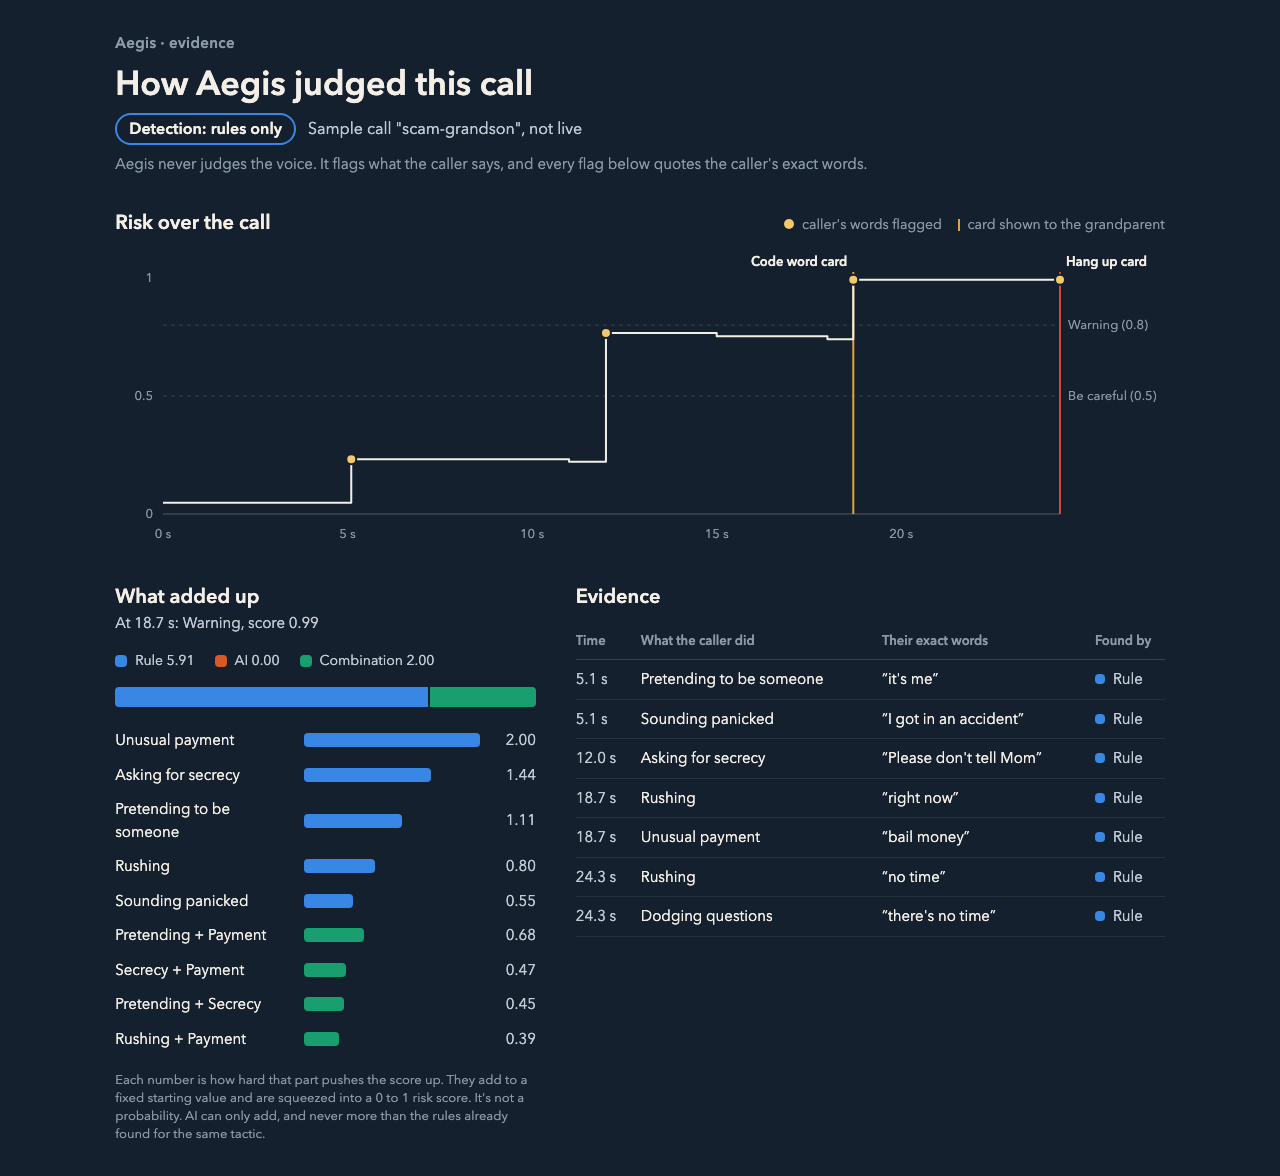 Aegis · evidence
How Aegis judged this call
Detection: rules only
Sample call "scam-grandson", not live
Aegis never judges the voice. It flags what the caller says, and every flag below quotes the caller's exact words.
Risk over the call
caller's words flagged
card shown to the grandparent
Code word card
Hang up card
1
Warning (0.8)
0.5
Be careful (0.5)
0
0 s
5 s
10 s
15 s
20 s
What added up
At 18.7 s: Warning, score 0.99
Rule 5.91
AI 0.00
Combination 2.00
Unusual payment 2.00
Asking for secrecy 1.44
Pretending to be
someone 1.11
Rushing 0.80
Sounding panicked 0.55
Pretending + Payment 0.68
Secrecy + Payment 0.47
Pretending + Secrecy 0.45
Rushing + Payment 0.39
Each number is how hard that part pushes the score up. They add to a
fixed starting value and are squeezed into a 0 to 1 risk score. It's not a
probability. AI can only add, and never more than the rules already
found for the same tactic.
Evidence
Time What the caller did Their exact words Found by
5.1 s Pretending to be someone “it's me” Rule
5.1 s Sounding panicked “I got in an accident” Rule
12.0 s Asking for secrecy “Please don't tell Mom” Rule
18.7 s Rushing “right now” Rule
18.7 s Unusual payment “bail money” Rule
24.3 s Rushing “no time” Rule
24.3 s Dodging questions “there's no time” Rule